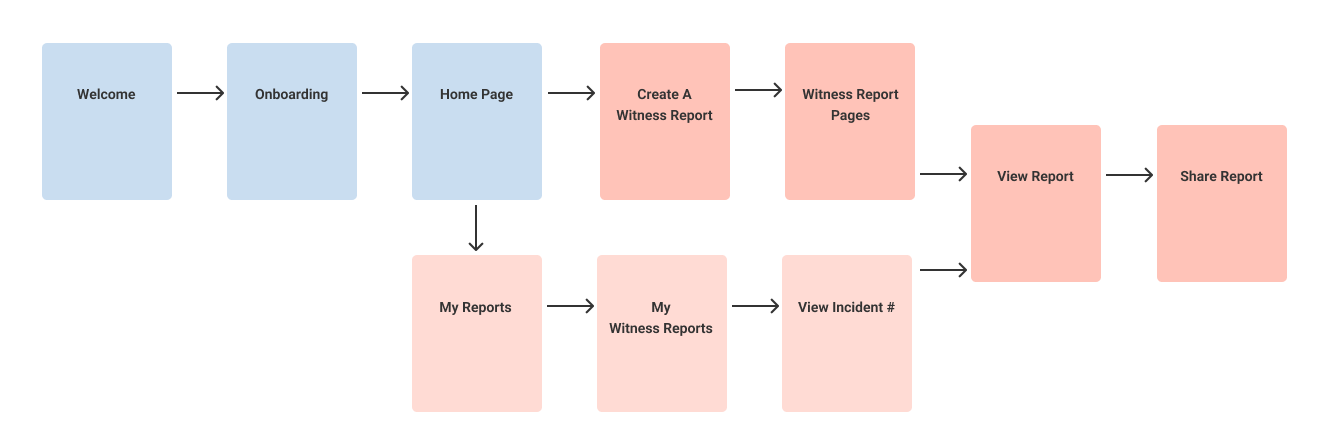 Welcome
Onboarding
Home Page
Create A
Witness Report
Witness Report
Pages
View Report
Share Report
My Reports
My
Witness Reports
View Incident #